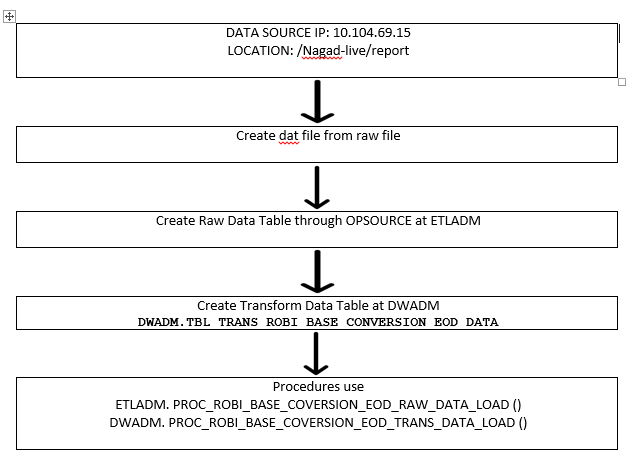 DATA SOURCE IP: 10.104.69.15
LOCATION: /Nagad-live/report
Create dat file from raw file
Create Raw Data Table through OPSOURCE at ETLADM
Create Transform Data Table at DWADM
DWADM.TBL TRANS ROBI BASE CONVERSION EOD DATA
Procedures use
ETLADM. PROC_ROBI_BASE_COVERSION_EOD_RAW_DATA_LOAD ()
DWADM. PROC_ROBI_BASE_COVERSION_EOD_TRANS_DATA_LOAD ()